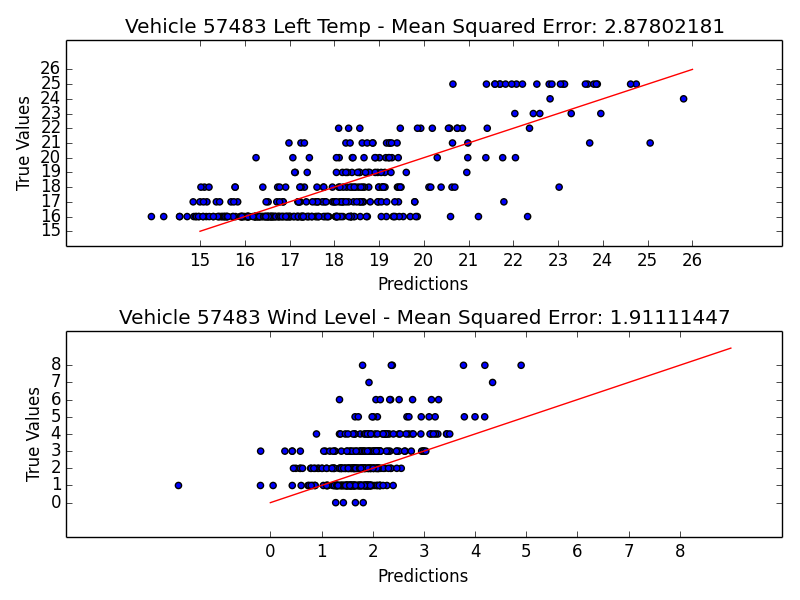 Vehicle 57483 Left Temp - Mean Squared Error: 2.87802181
True Values
26
25
24
23
22
21
20
19
18
17
16
15
15 16 17 18 19 20 21 22 23 24 25 26
Predictions
Vehicle 57483 Wind Level - Mean Squared Error: 1.91111447
True Values
8
7
6
5
4
3
2
1
0
0 1 2 3 4 5 6 7 8
Predictions